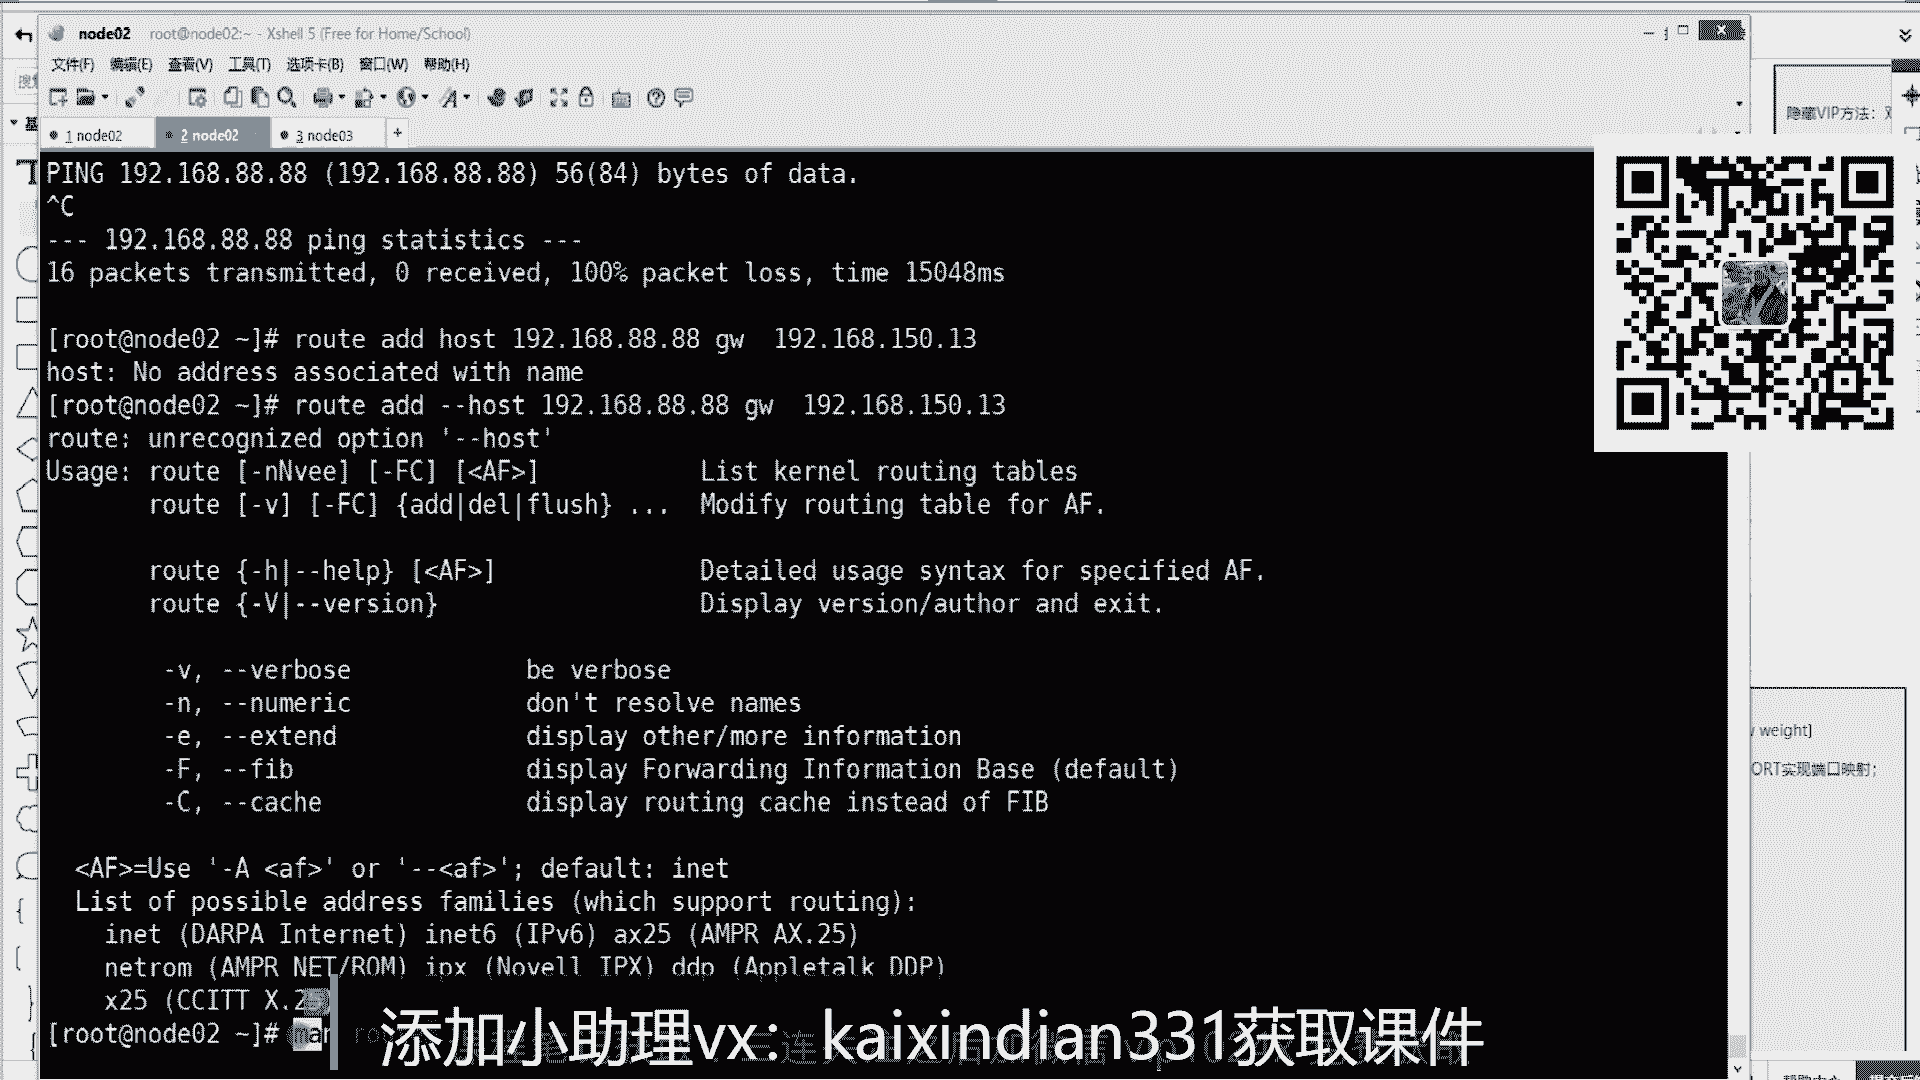 node02 root@node02:~ - Xshell 5 (Free for Home/School)
文件(F) 编辑(E) 查看(V) 工具(T) 选项卡(B) 窗口(W) 帮助(H)
1 node02 2 node02 3 node03 +
隐藏VIP方法：
PING 192.168.88.88 (192.168.88.88) 56(84) bytes of data.
^C
--- 192.168.88.88 ping statistics ---
16 packets transmitted, 0 received, 100% packet loss, time 15048ms
[root@node02 ~]# route add host 192.168.88.88 gw  192.168.150.13
host: No address associated with name
[root@node02 ~]# route add --host 192.168.88.88 gw  192.168.150.13
route: unrecognized option '--host'
Usage: route [-nNvee] [-FC] [<AF>]           List kernel routing tables
       route [-v] [-FC] {add|del|flush} ...  Modify routing table for AF.
       route {-h|--help} [<AF>]              Detailed usage syntax for specified AF.
       route {-V|--version}                  Display version/author and exit.
        -v, --verbose            be verbose
        -n, --numeric            don't resolve names
        -e, --extend             display other/more information
        -F, --fib                display Forwarding Information Base (default)
        -C, --cache              display routing cache instead of FIB
  <AF>=Use '-A <af>' or '--<af>'; default: inet
  List of possible address families (which support routing):
    inet (DARPA Internet) inet6 (IPv6) ax25 (AMPR AX.25)
    netrom (AMPR NET/ROM) ipx (Novell IPX) ddp (Appletalk DDP)
    x25 (CCITT X.2
[root@node02 ~]# man
weight]
ORT实现端口映射；
添加小助理vx：kaixindian331获取课件